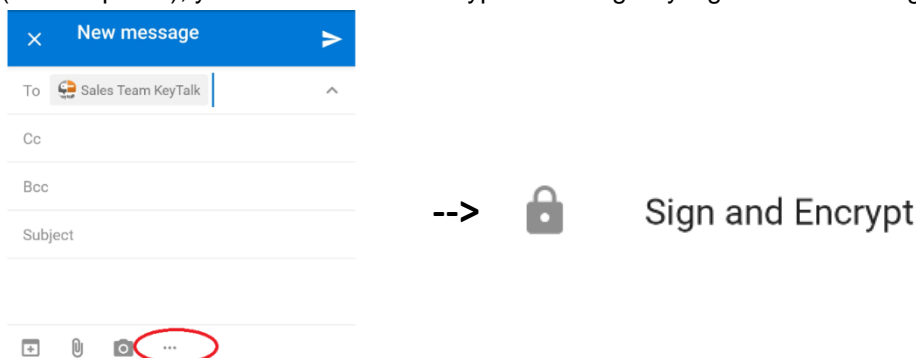 New message
To Sales Team KeyTalk
Cc
Bcc
Subject
--> Sign and Encrypt